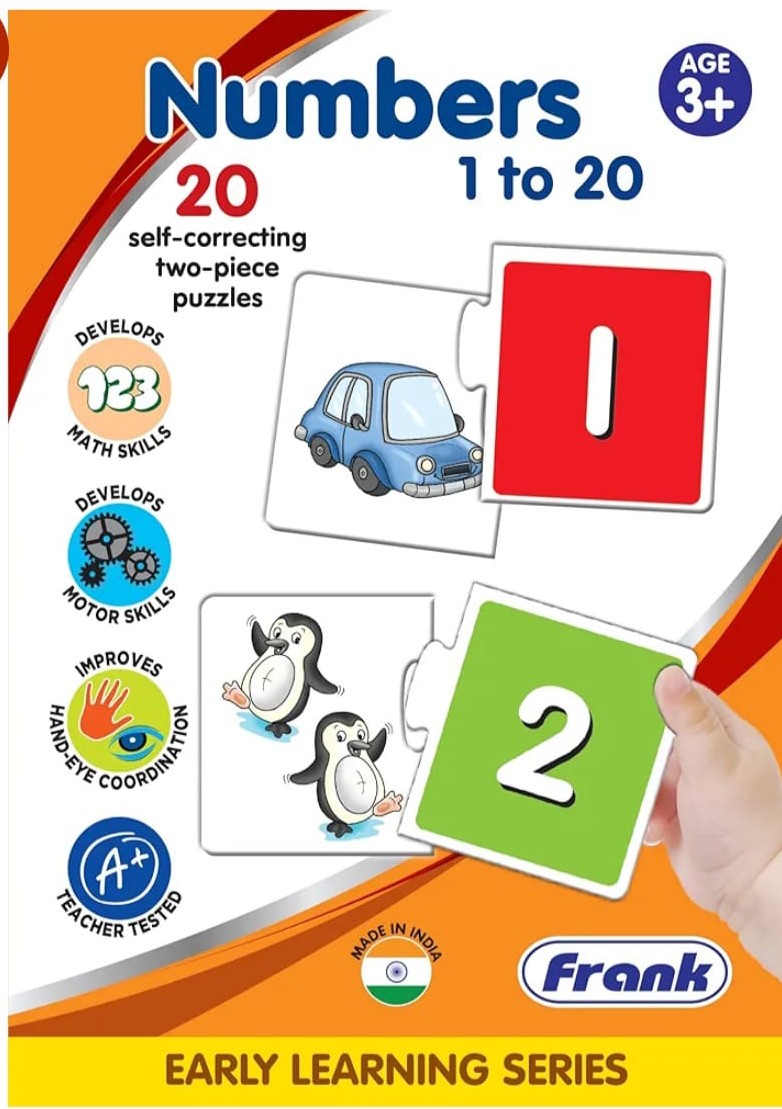 Numbers
1 to 20
AGE
3+
20
self-correcting
two-piece
puzzles
DEVELOPS
123
MATH SKILLS
1
DEVELOPS
MOTOR SKILLS
IMPROVES
HAND-EYE COORDINATION
2
A+
TEACHER TESTED
MADE IN INDIA
Frank
EARLY LEARNING SERIES